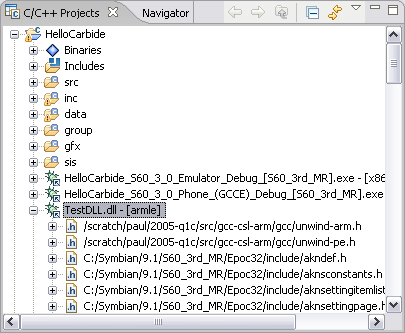 C/C++ Projects
Navigator
HelloCarbide
Binaries
Includes
src
inc
data
group
gfx
sis
HelloCarbide_S60_3_0_Emulator_Debug_[S60_3rd_MR].exe - [x86
HelloCarbide_S60_3_0_Phone_(GCCE)_Debug_[S60_3rd_MR].exe
TestDLL.dll - [armle]
/scratch/paul/2005-q1c/src/gcc-csl-arm/gcc/unwind-arm.h
/scratch/paul/2005-q1c/src/gcc-csl-arm/gcc/unwind-pe.h
C:/Symbian/9.1/S60_3rd_MR/Epoc32/include/akndef.h
C:/Symbian/9.1/S60_3rd_MR/Epoc32/include/aknsconstants.h
C:/Symbian/9.1/S60_3rd_MR/Epoc32/include/aknsettingitemlist
C:/Symbian/9.1/S60_3rd_MR/Epoc32/include/aknsettingpage.h